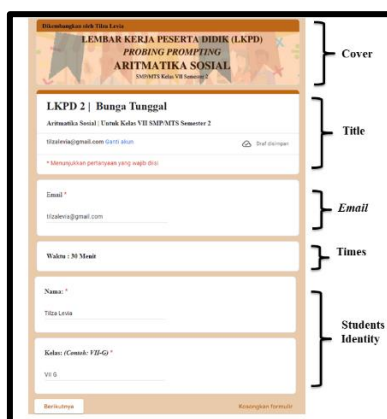 Dikembangkan oleh Tilza Levia
LEMBAR KERJA PESERTA DIDIK (LKPD)
PROBING PROMPTING
ARITMATIKA SOSIAL
SMP/MTS Kelas VII Semester 2
Cover
LKPD 2 | Bunga Tunggal
Aritmatika Sosial | Untuk Kelas VII SMP/MTS Semester 2
tilzalevia@gmail.com Ganti akun
Draf disimpan
* Menunjukkan pertanyaan yang wajib diisi
Title
Email *
tilzalevia@gmail.com
Email
Waktu : 30 Menit
Times
Nama: *
Tilza Levia
Kelas: (Contoh: VII-G) *
VII G
Students
Identity
Berikutnya
Kosongkan formulir